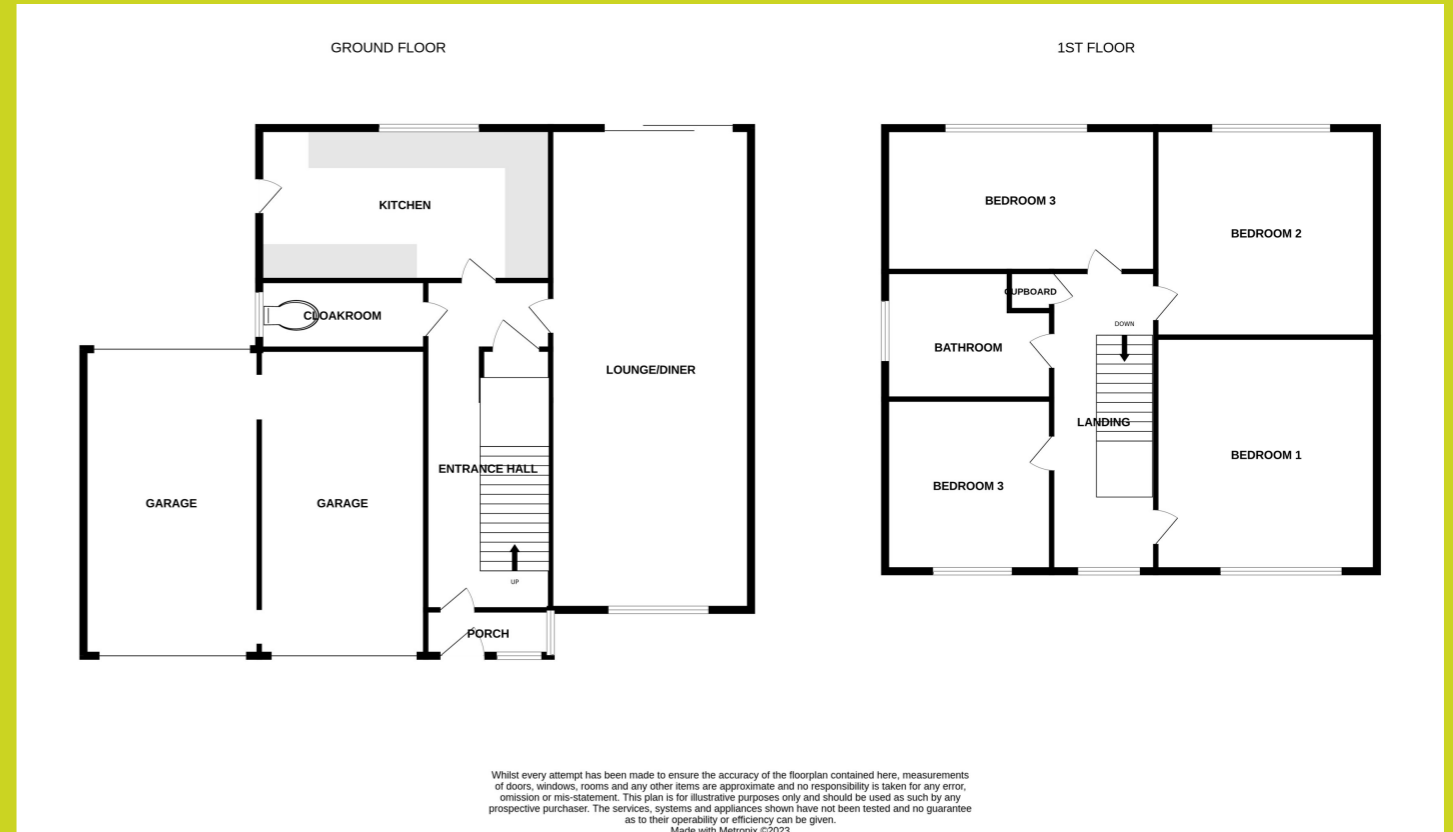 GROUND FLOOR
1ST FLOOR
KITCHEN
CLOAKROOM
LOUNGE/DINER
ENTRANCE HALL
GARAGE
GARAGE
UP
PORCH
BEDROOM 3
BEDROOM 2
CUPBOARD
DOWN
BATHROOM
LANDING
BEDROOM 1
BEDROOM 3
Whilst every attempt has been made to ensure the accuracy of the floorplan contained here, measurements
of doors, windows, rooms and any other items are approximate and no responsibility is taken for any error,
omission or mis-statement. This plan is for illustrative purposes only and should be used as such by any
prospective purchaser. The services, systems and appliances shown have not been tested and no guarantee
as to their operability or efficiency can be given.
Made with Metropix ©2023